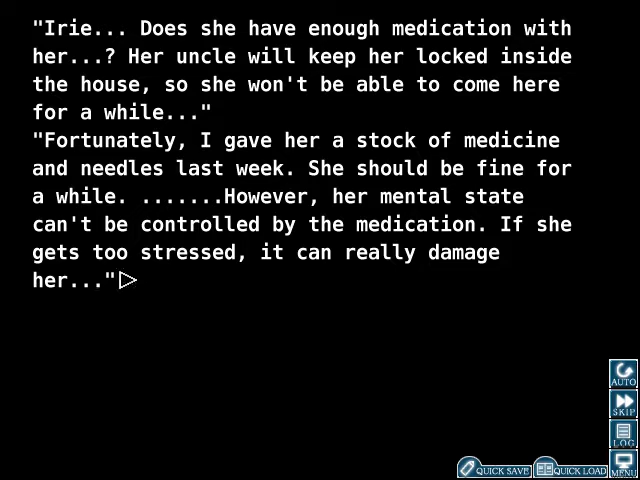 "Irie... Does she have enough medication with
her...? Her uncle will keep her locked inside
the house, so she won't be able to come here
for a while..."
"Fortunately, I gave her a stock of medicine
and needles last week. She should be fine for
a while. .......However, her mental state
can't be controlled by the medication. If she
gets too stressed, it can really damage
her..."
AUTO
SKIP
LOG
MENU
QUICK SAVE
QUICK LOAD